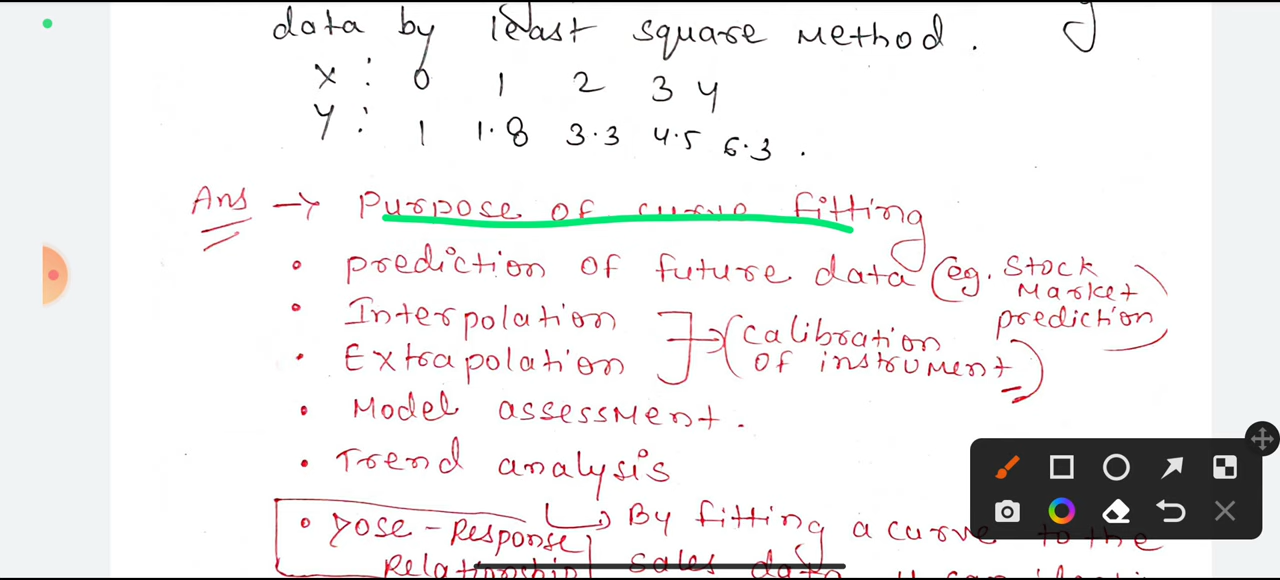 data by least square method.
x : 0 1 2 3 4
y : 1 1.8 3.3 4.5 6.3 .
Ans → Purpose of curve fitting
• prediction of future data (eg. Stock Market prediction)
• Interpolation
• Extrapolation
(calibration of instrument)
• Model assessment.
• Trend analysis
• Dose - Response Relationship
↳ By fitting a curve to the
sales data